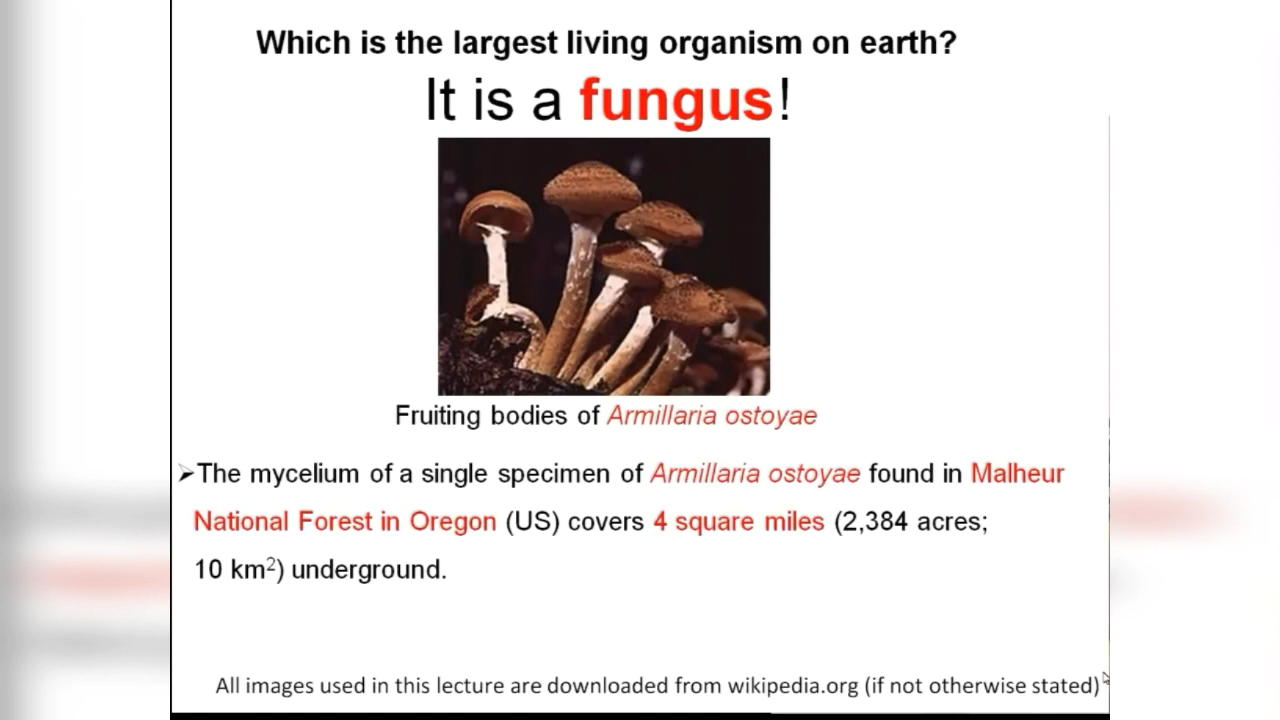 Which is the largest living organism on earth?
It is a fungus!
Fruiting bodies of Armillaria ostoyae
➢The mycelium of a single specimen of Armillaria ostoyae found in Malheur
National Forest in Oregon (US) covers 4 square miles (2,384 acres;
10 km²) underground.
All images used in this lecture are downloaded from wikipedia.org (if not otherwise stated)